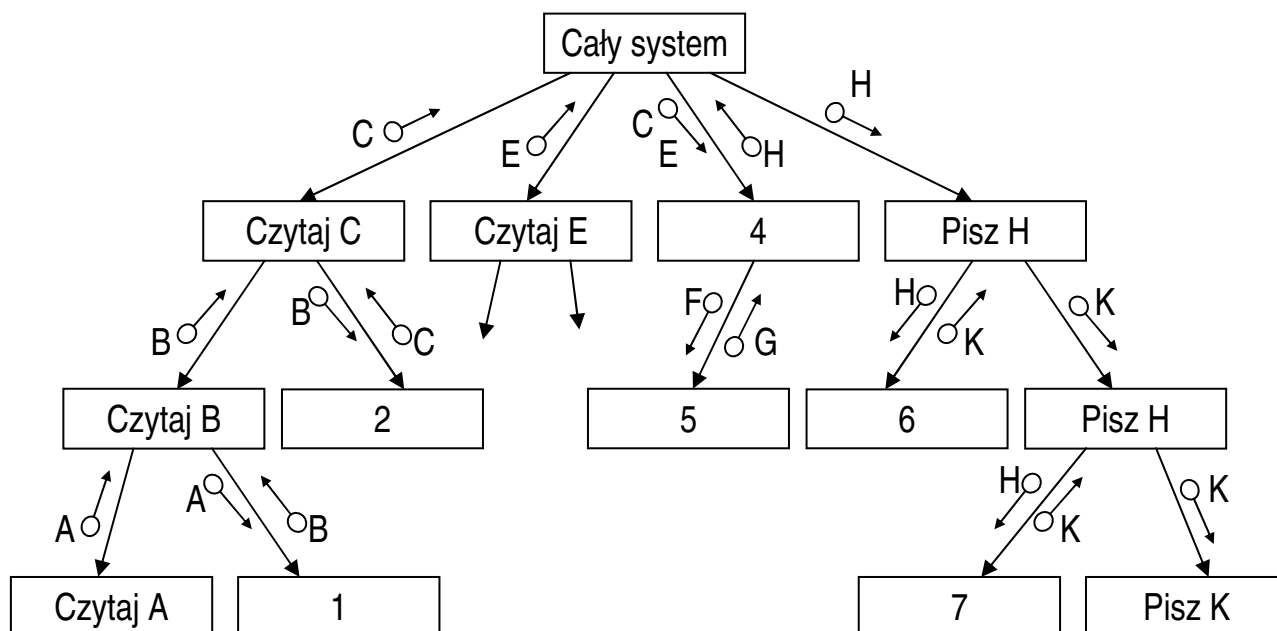 Cały system
H
C
E
C
E
H
Czytaj C
Czytaj E
4
Pisz H
B
B
C
F
G
H
K
K
Czytaj B
2
5
6
Pisz H
A
A
B
H
K
K
Czytaj A
1
7
Pisz K